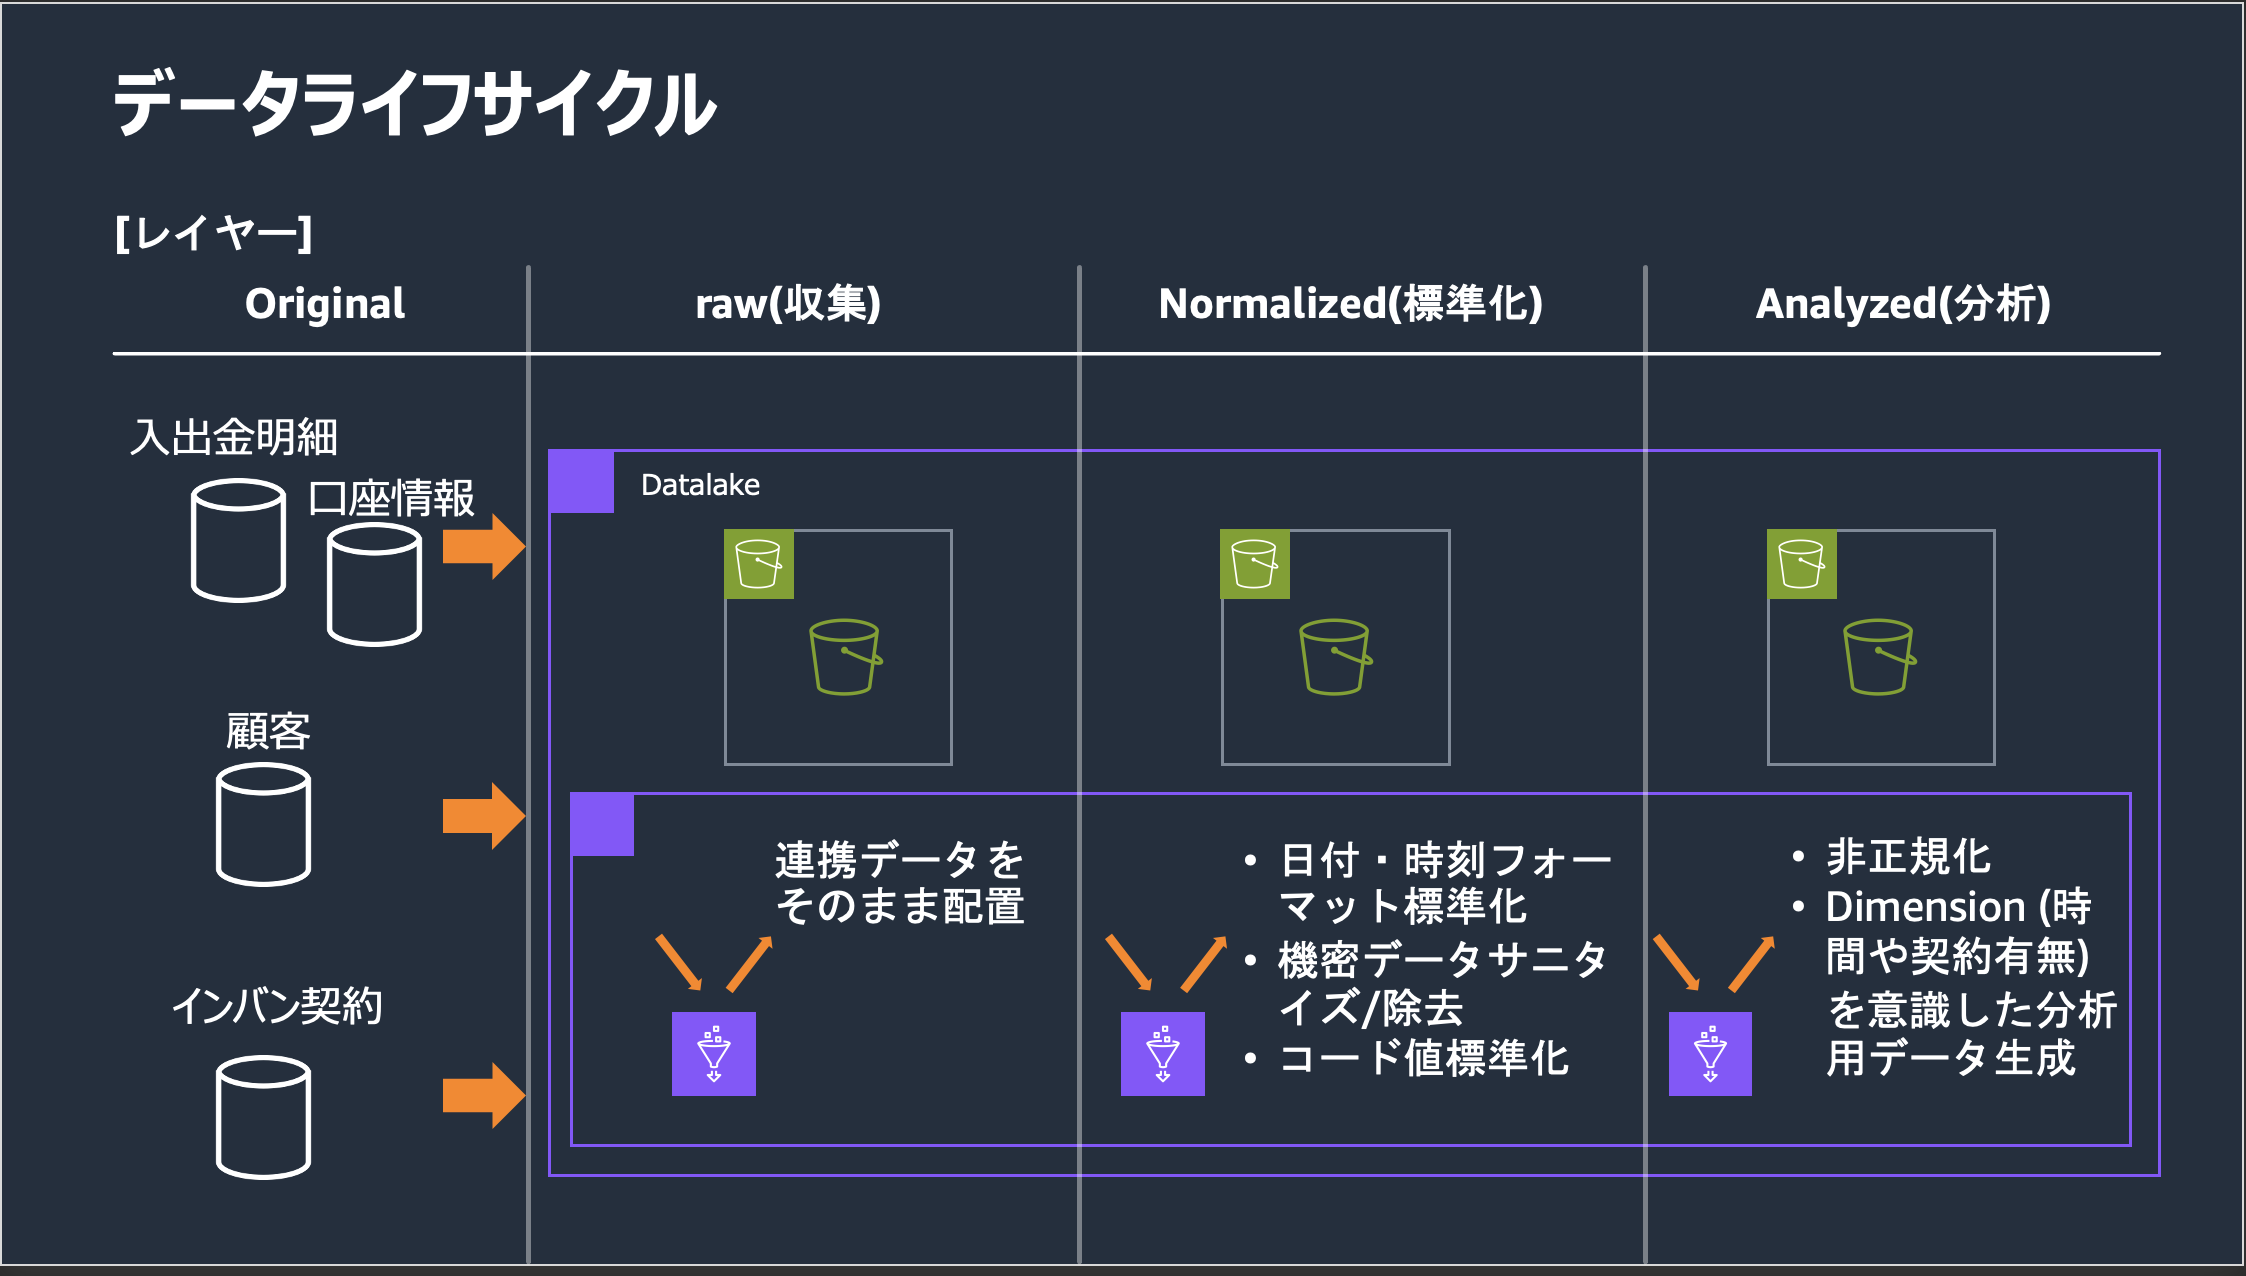 データライフサイクル
[レイヤー]
Original
raw(収集)
Normalized(標準化)
Analyzed(分析)
入出金明細
口座情報
顧客
インバン契約
Datalake
連携データを
そのまま配置
• 日付・時刻フォー
マット標準化
• 機密データサニタ
イズ/除去
• コード値標準化
• 非正規化
• Dimension (時
間や契約有無)
を意識した分析
用データ生成